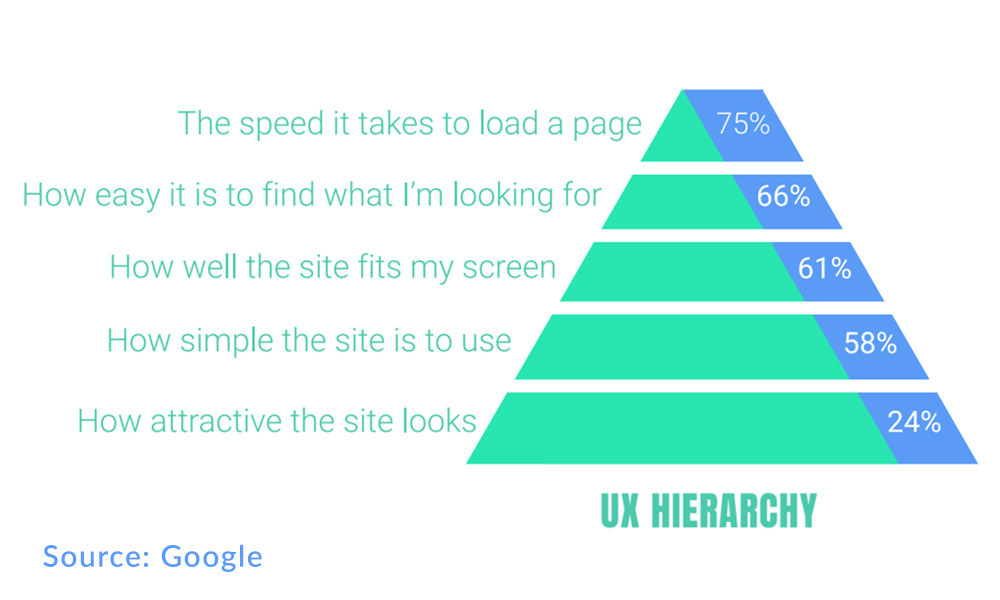 The speed it takes to load a page 75%
How easy it is to find what I'm looking for 66%
How well the site fits my screen 61%
How simple the site is to use 58%
How attractive the site looks 24%
UX HIERARCHY
Source: Google